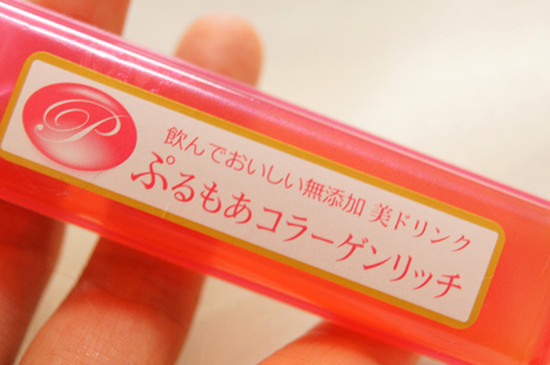 P
飲んでおいしい無添加 美ドリンク
ぷるもあコラーゲンリッチ